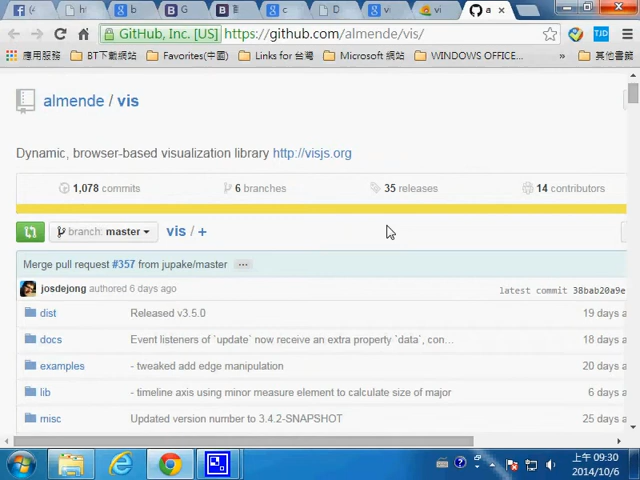 GitHub, Inc. [US] https://github.com/almende/vis/
應用服務 BT下載網站 Favorites(中國) Links for 台灣 Microsoft 網站 WINDOWS OFFICE... 其他書籤
almende / vis
Dynamic, browser-based visualization library http://visjs.org
1,078 commits 6 branches 35 releases 14 contributors
branch: master vis / +
Merge pull request #357 from jupake/master ...
josdejong authored 6 days ago latest commit 38bab20a9e
dist Released v3.5.0 19 days a
docs Event listeners of `update` now receive an extra property `data`, con... 18 days a
examples - tweaked add edge manipulation 20 days a
lib - timeline axis using minor measure element to calculate size of major 6 days a
misc Updated version number to 3.4.2-SNAPSHOT 25 days a
上午 09:30
2014/10/6